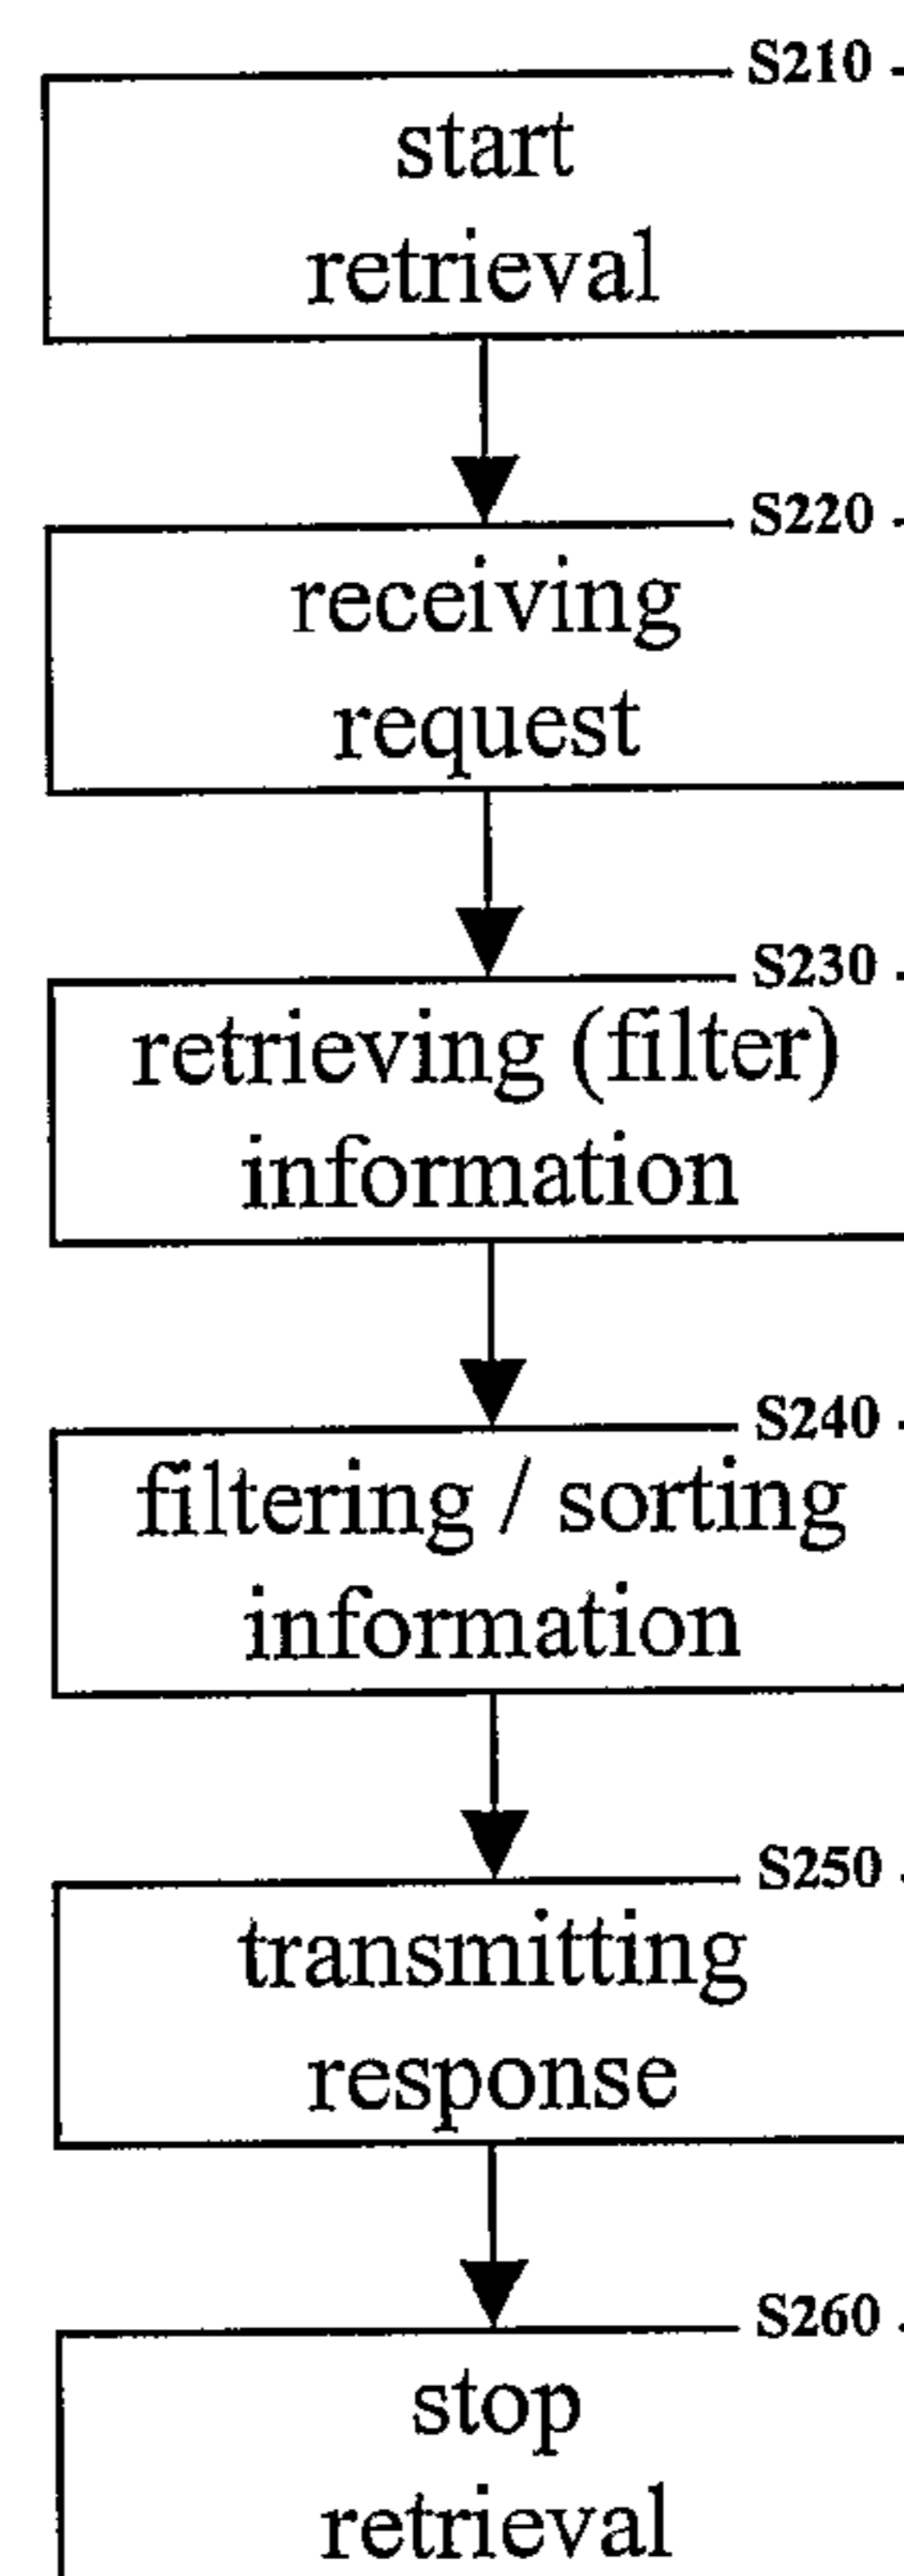 S210
start
retrieval
S220
receiving
request
S230
retrieving (filter)
information
S240
filtering / sorting
information
S250
transmitting
response
S260
stop
retrieval